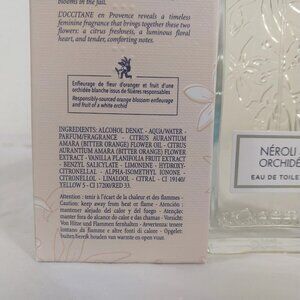 blooms in the fall.
L'OCCITANE en Provence reveals a timeless
feminine fragrance that brings together these two
flowers: a citrus freshness, a luminous floral
heart, and tender, comforting notes.
Enfleurage de fleur d'oranger et fruit d'une
orchidée blanche issus de filières responsables
Responsibly-sourced orange blossom enfleurage
and fruit of a white orchid
INGREDIENTS: ALCOHOL DENAT. - AQUA/WATER -
PARFUM/FRAGRANCE - CITRUS AURANTIUM
AMARA (BITTER ORANGE) FLOWER OIL - CITRUS
AURANTIUM AMARA (BITTER ORANGE) FLOWER
EXTRACT - VANILLA PLANIFOLIA FRUIT EXTRACT
- BENZYL SALICYLATE - LIMONENE - HYDROXY-
CITRONELLAL - ALPHA-ISOMETHYL IONONE -
CITRONELLOL - LINALOOL - CITRAL - CI 19140/
YELLOW 5 - CI 17200/RED 33.
Attention : tenir à l'écart de la chaleur et des flammes
Caution: keep away from heat or flame - Atención :
mantener alejado del calor y del fuego - Atenção:
manter fora do alcance do calor e das chamas - Vorsicht:
Von Hitze und Flammen fernhalten - Attenzione:
tenere lontano da fonti di calore e fiamme - Opgelet:
buiten bereik houden van warmte en open vuur.
NÉROLI
ORCHIDÉ
EAU DE TOILE